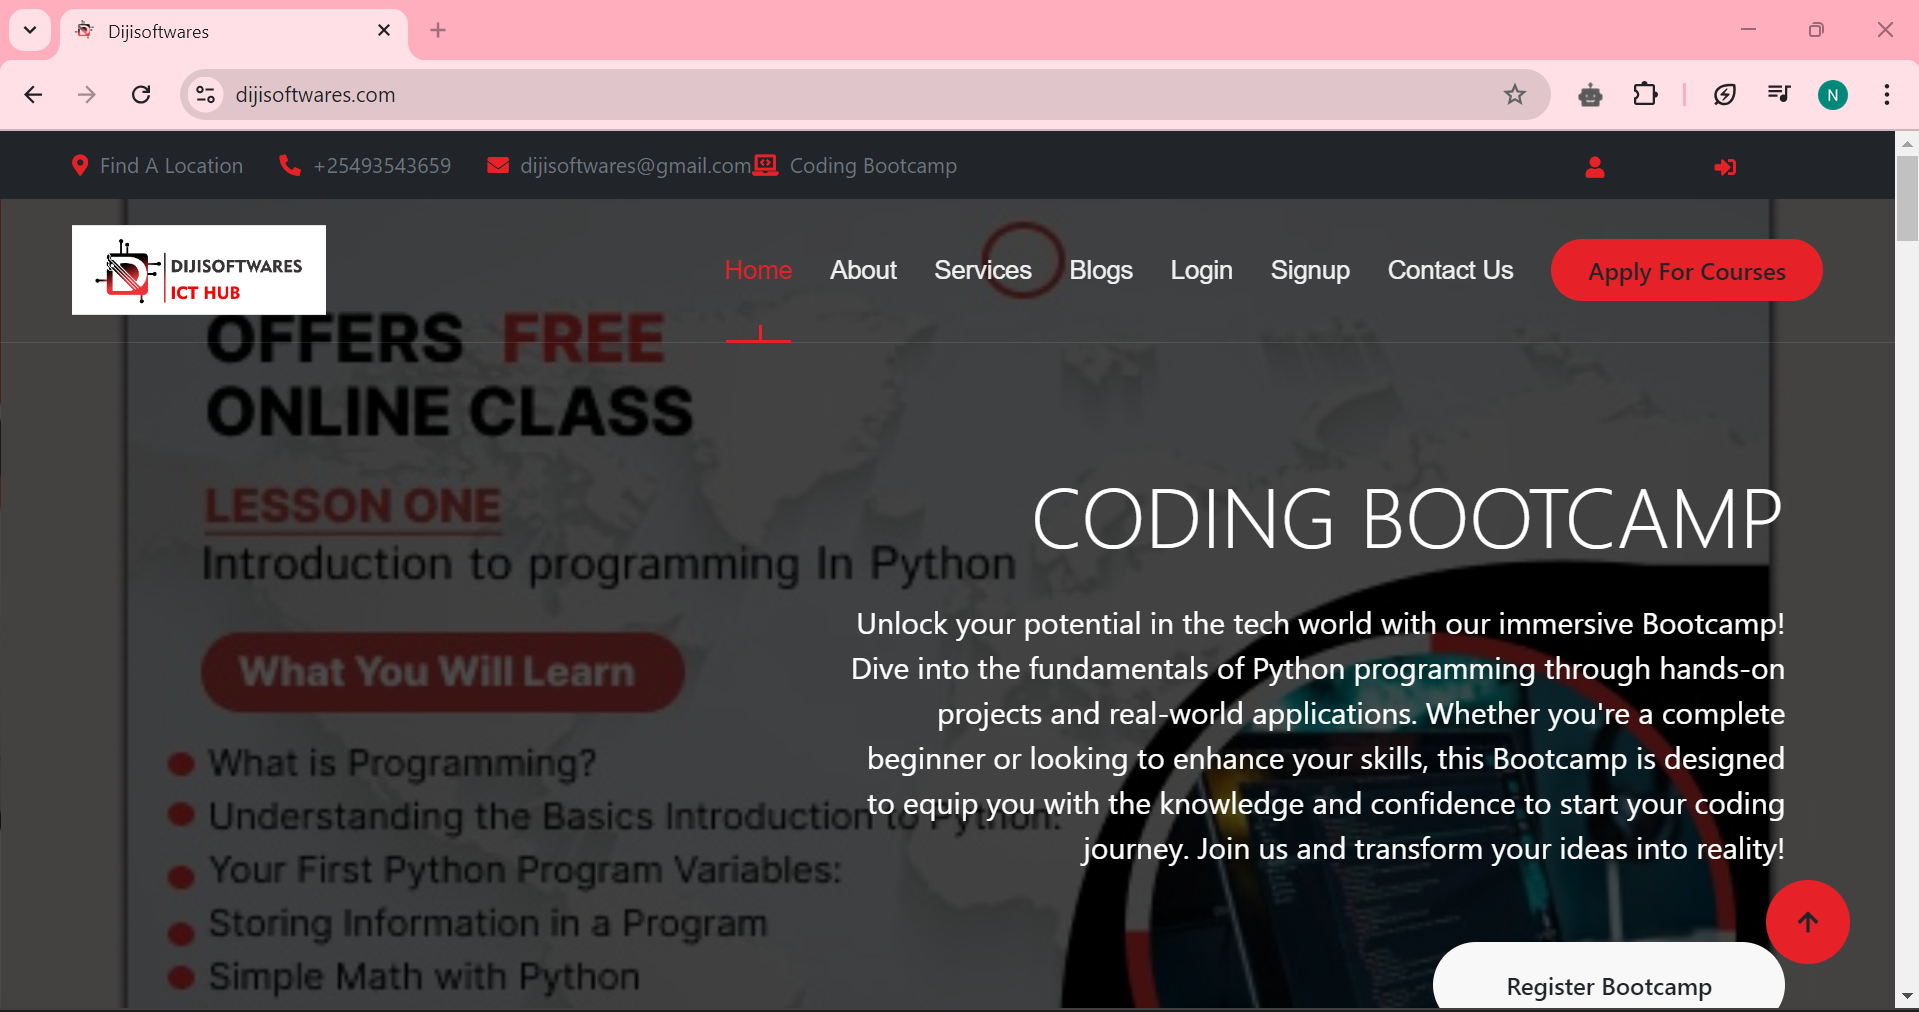 Dijisoftwares
dijisoftwares.com
N
Find A Location +25493543659 dijisoftwares@gmail.com Coding Bootcamp
DIJISOFTWARES
ICT HUB
Home About Services Blogs Login Signup Contact Us Apply For Courses
OFFERS FREE
ONLINE CLASS
LESSON ONE
Introduction to programming In Python
What You Will Learn
What is Programming?
Understanding the Basics Introduction to Python.
Your First Python Program Variables:
Storing Information in a Program
Simple Math with Python
CODING BOOTCAMP
Unlock your potential in the tech world with our immersive Bootcamp!
Dive into the fundamentals of Python programming through hands-on
projects and real-world applications. Whether you're a complete
beginner or looking to enhance your skills, this Bootcamp is designed
to equip you with the knowledge and confidence to start your coding
journey. Join us and transform your ideas into reality!
Register Bootcamp